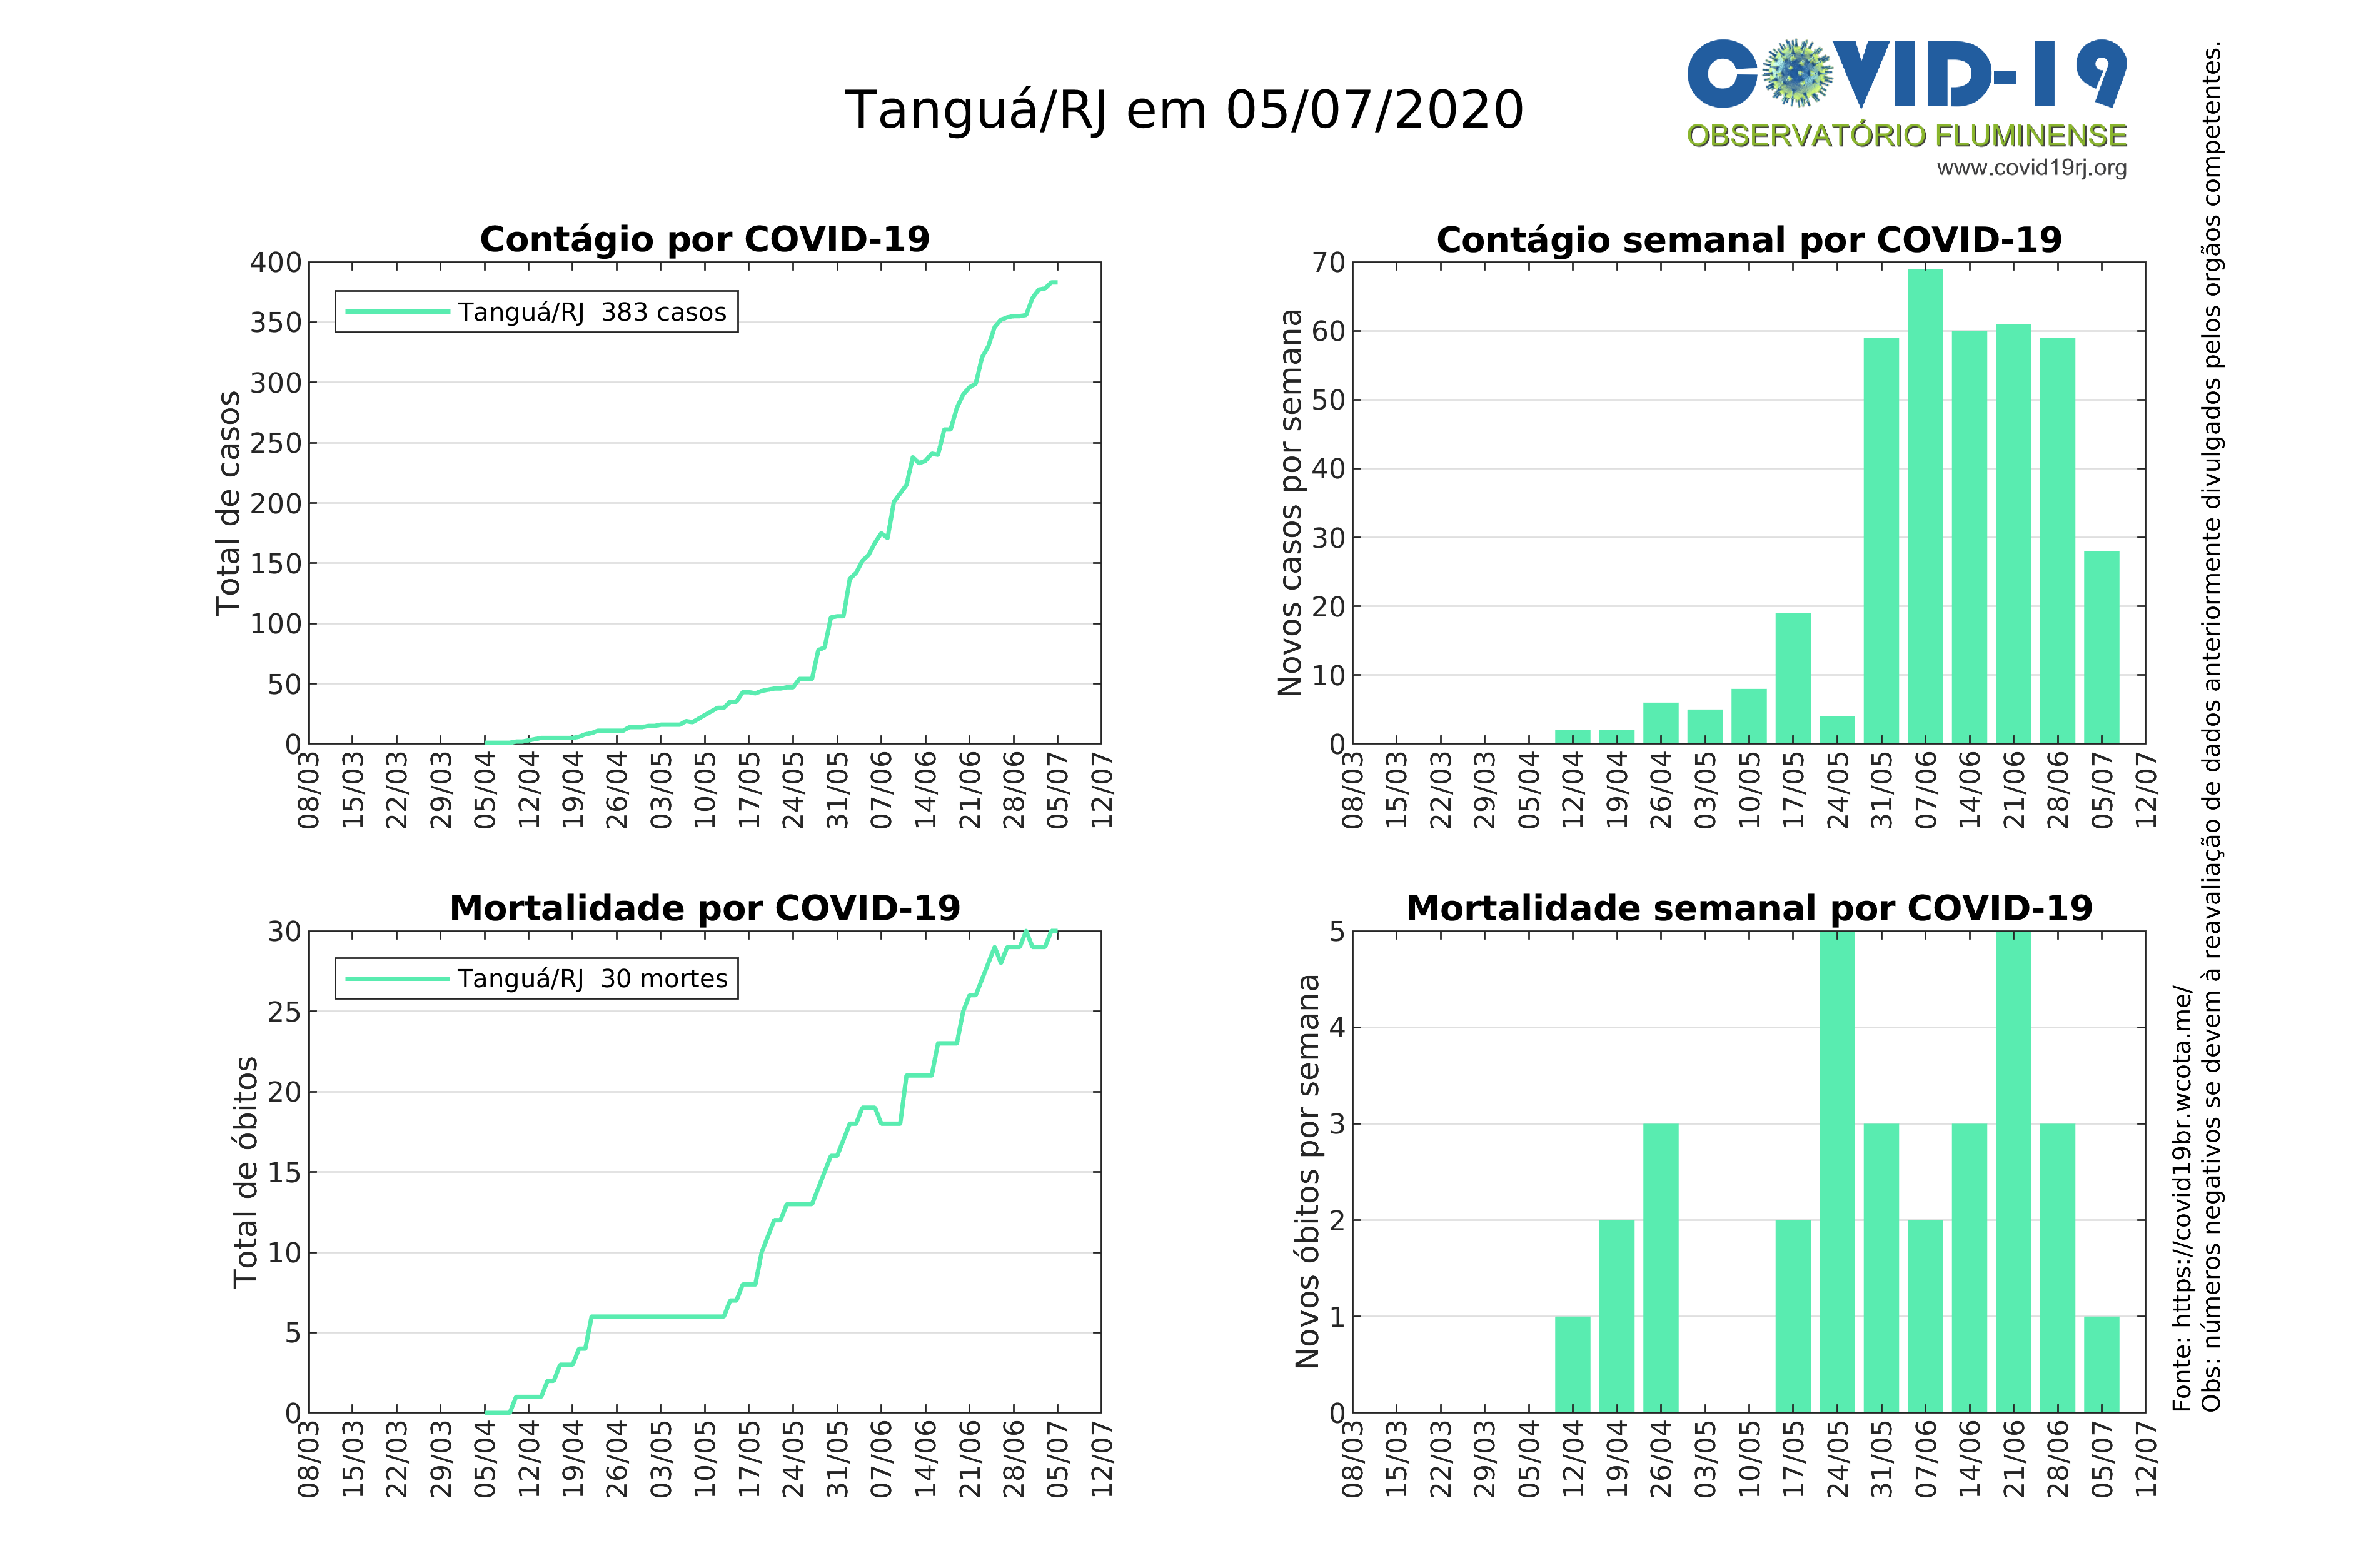 Tanguá/RJ em 05/07/2020
COVID-19
OBSERVATÓRIO FLUMINENSE
www.covid19rj.org
Contágio por COVID-19
Total de casos
400
350
300
250
200
150
100
50
0
Tanguá/RJ 383 casos
08/03 15/03 22/03 29/03 05/04 12/04 19/04 26/04 03/05 10/05 17/05 24/05 31/05 07/06 14/06 21/06 28/06 05/07 12/07
Contágio semanal por COVID-19
Novos casos por semana
70
60
50
40
30
20
10
0
08/03 15/03 22/03 29/03 05/04 12/04 19/04 26/04 03/05 10/05 17/05 24/05 31/05 07/06 14/06 21/06 28/06 05/07 12/07
Mortalidade por COVID-19
Total de óbitos
30
25
20
15
10
5
0
Tanguá/RJ 30 mortes
08/03 15/03 22/03 29/03 05/04 12/04 19/04 26/04 03/05 10/05 17/05 24/05 31/05 07/06 14/06 21/06 28/06 05/07 12/07
Mortalidade semanal por COVID-19
Novos óbitos por semana
5
4
3
2
1
0
08/03 15/03 22/03 29/03 05/04 12/04 19/04 26/04 03/05 10/05 17/05 24/05 31/05 07/06 14/06 21/06 28/06 05/07 12/07
Fonte: https://covid19br.wcota.me/
Obs: números negativos se devem à reavaliação de dados anteriormente divulgados pelos orgãos competentes.